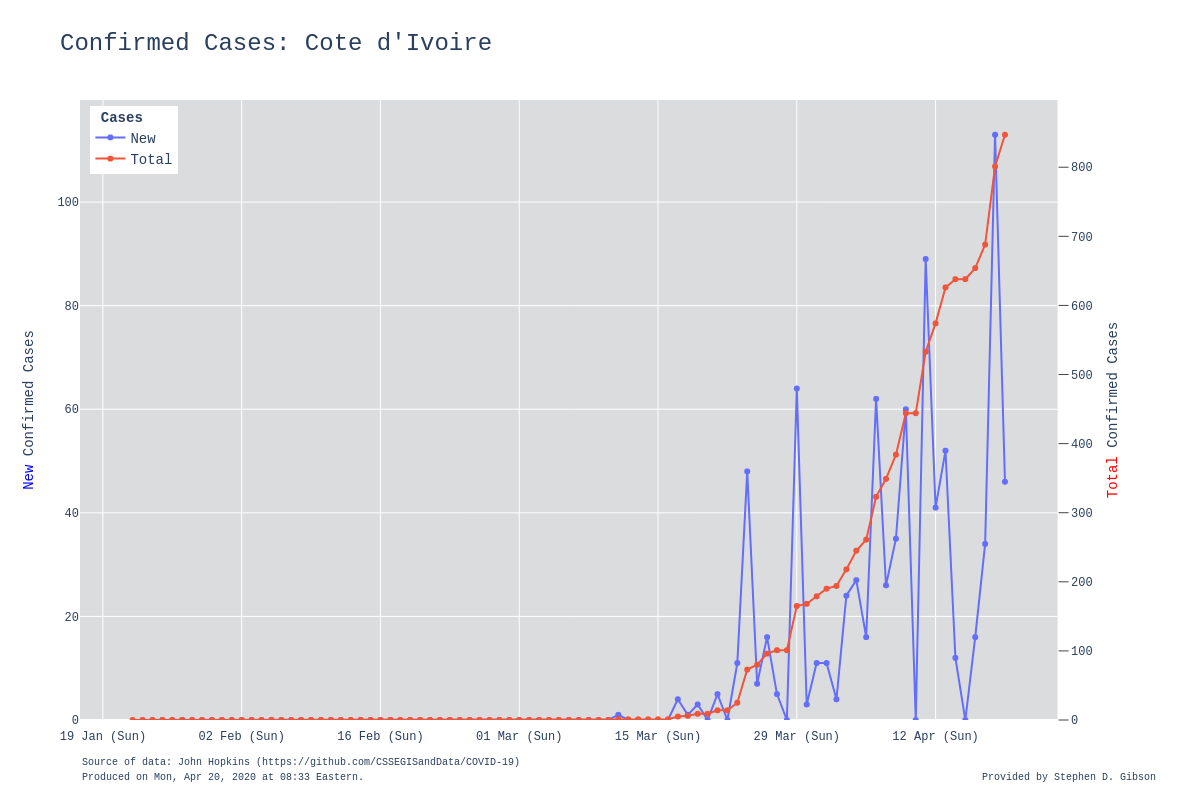 Confirmed Cases: Cote d'Ivoire
Cases
New
Total
100
80
60
40
20
0
800
700
600
500
400
300
200
100
0
New Confirmed Cases
Total Confirmed Cases
19 Jan (Sun)
02 Feb (Sun)
16 Feb (Sun)
01 Mar (Sun)
15 Mar (Sun)
29 Mar (Sun)
12 Apr (Sun)
Source of data: John Hopkins (https://github.com/CSSEGISandData/COVID-19)
Produced on Mon, Apr 20, 2020 at 08:33 Eastern.
Provided by Stephen D. Gibson